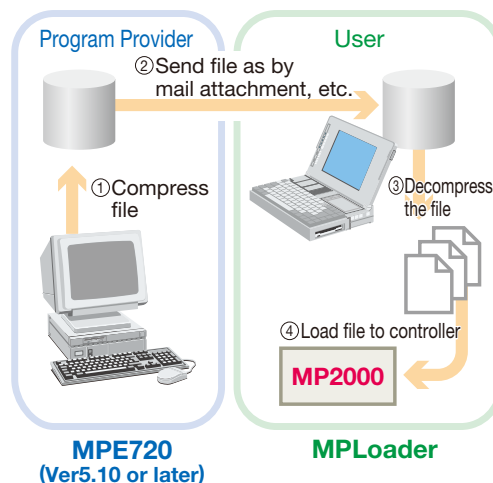 Program Provider
User
②Send file as by
mail attachment, etc.
①Compress
file
③Decompress
the file
④Load file to controller
MP2000
MPE720
(Ver5.10 or later)
MPLoader